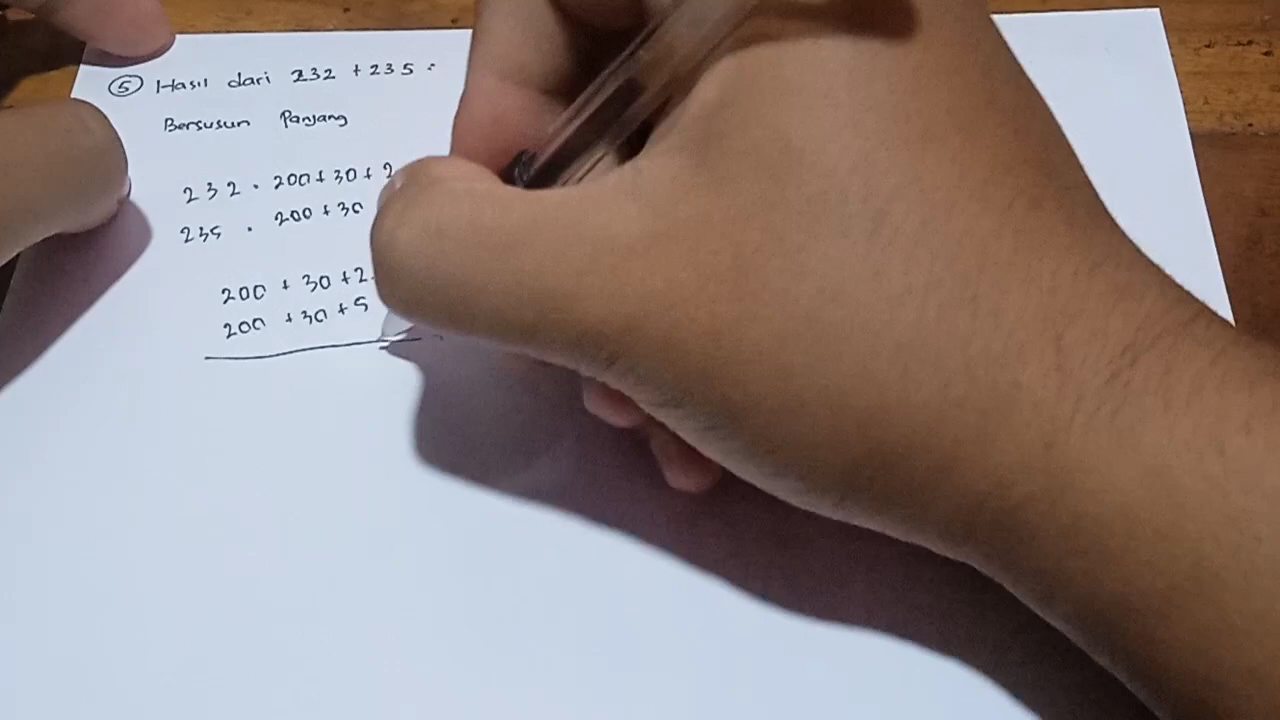 5 Hasil dari 232 + 235 =
Bersusun Panjang
232 = 200 + 30 + 2
235 = 200 + 30
200 + 30 + 2
200 + 30 + 5